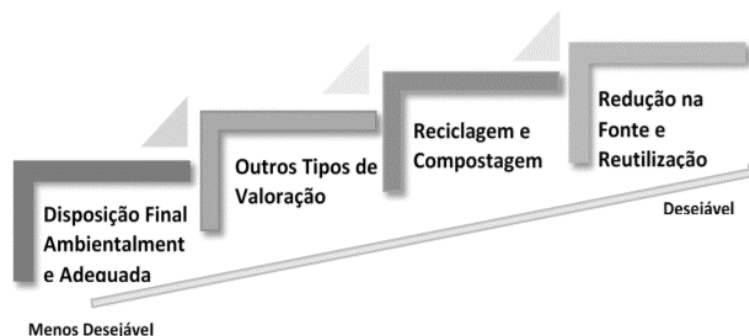 Disposição Final
Ambientalment
e Adequada
Outros Tipos de
Valoração
Reciclagem e
Compostagem
Redução na
Fonte e
Reutilização
Desejável
Menos Desejável